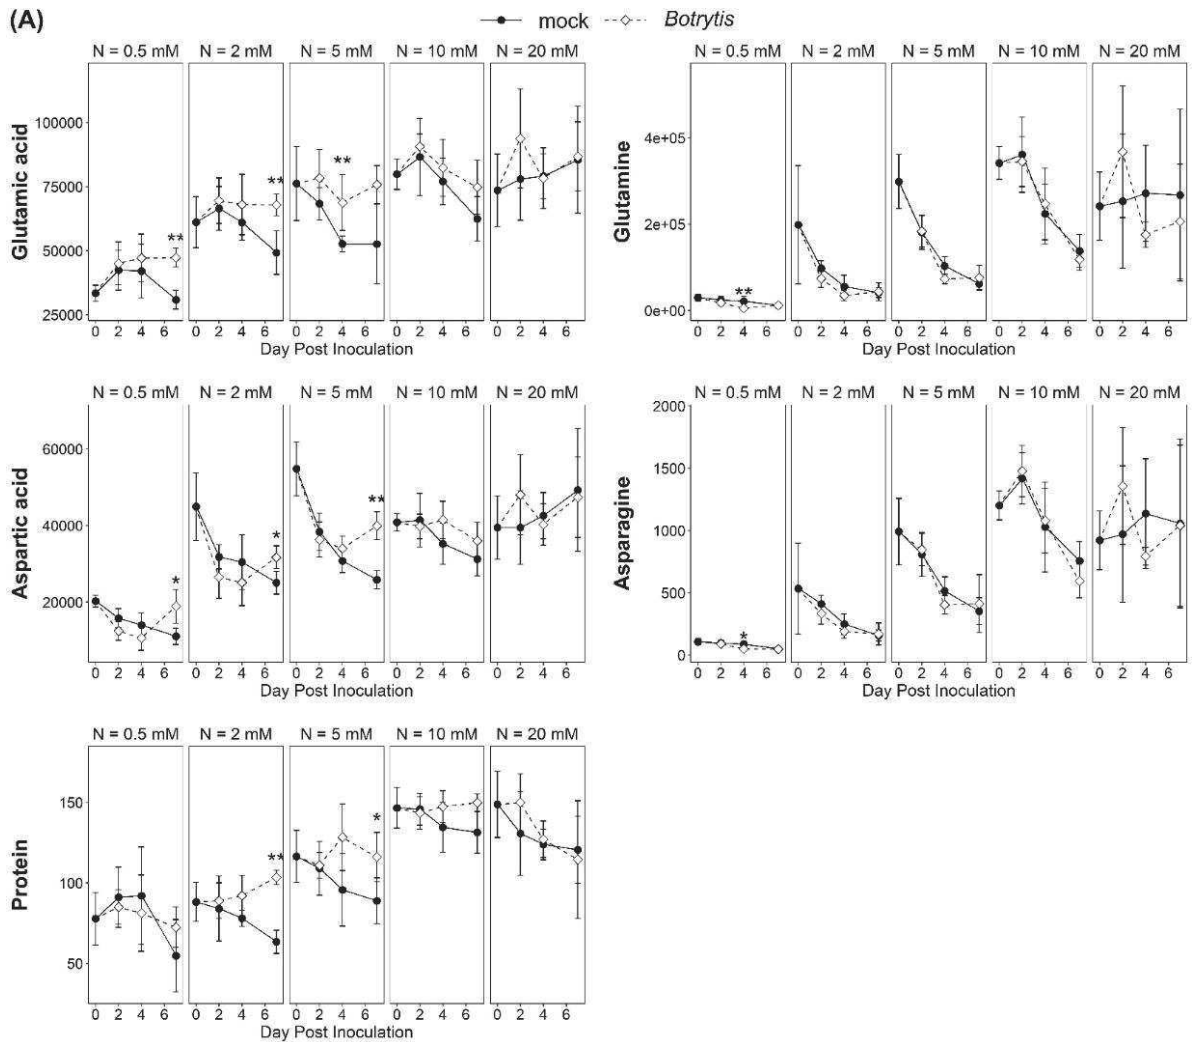 (A)
mock Botrytis
N = 0.5 mM N = 2 mM N = 5 mM N = 10 mM N = 20 mM
Glutamic acid
100000
75000
50000
25000
** ** **
0 2 4 6 0 2 4 6 0 2 4 6 0 2 4 6 0 2 4 6
Day Post Inoculation
N = 0.5 mM N = 2 mM N = 5 mM N = 10 mM N = 20 mM
Glutamine
4e+05
2e+05
0e+00
**
0 2 4 6 0 2 4 6 0 2 4 6 0 2 4 6 0 2 4 6
Day Post Inoculation
N = 0.5 mM N = 2 mM N = 5 mM N = 10 mM N = 20 mM
Aspartic acid
60000
40000
20000
* * **
0 2 4 6 0 2 4 6 0 2 4 6 0 2 4 6 0 2 4 6
Day Post Inoculation
N = 0.5 mM N = 2 mM N = 5 mM N = 10 mM N = 20 mM
Asparagine
2000
1500
1000
500
0
*
0 2 4 6 0 2 4 6 0 2 4 6 0 2 4 6 0 2 4 6
Day Post Inoculation
N = 0.5 mM N = 2 mM N = 5 mM N = 10 mM N = 20 mM
Protein
150
100
50
** *
0 2 4 6 0 2 4 6 0 2 4 6 0 2 4 6 0 2 4 6
Day Post Inoculation